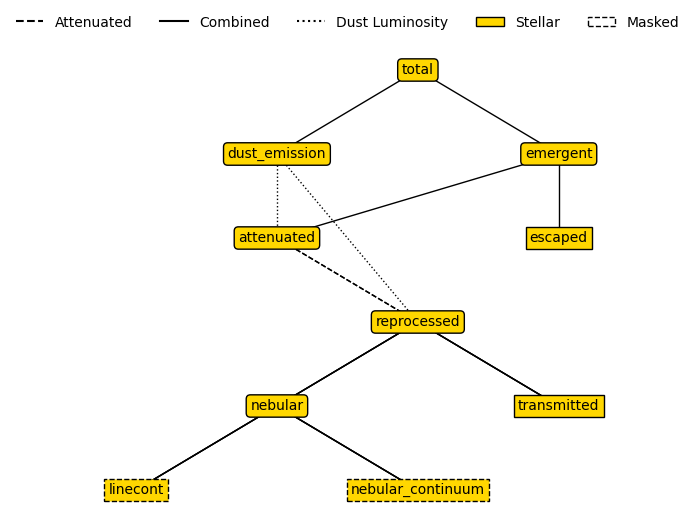 Attenuated Combined Dust Luminosity Stellar Masked
total
dust_emission emergent
attenuated escaped
reprocessed
nebular transmitted
linecont nebular_continuum